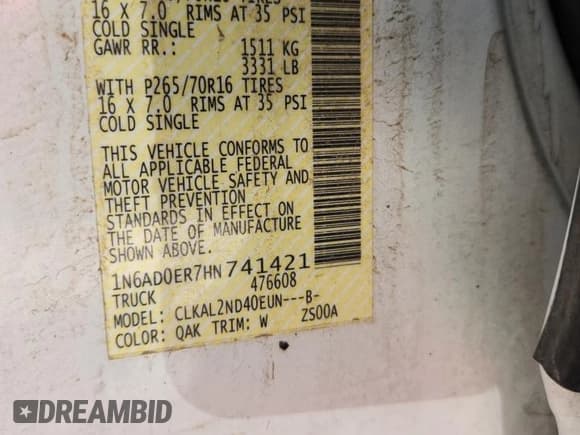 16 X 7.0 RIMS AT 35 PSI
COLD SINGLE
GAWR RR.: 1511 KG
3331 LB
WITH P265/70R16 TIRES
16 X 7.0 RIMS AT 35 PSI
COLD SINGLE
THIS VEHICLE CONFORMS TO
ALL APPLICABLE FEDERAL
MOTOR VEHICLE SAFETY AND
THEFT PREVENTION
STANDARDS IN EFFECT ON
THE DATE OF MANUFACTURE
SHOWN ABOVE.
1N6AD0ER7HN741421
TRUCK 476608
MODEL: CLKAL2ND40EUN---B-
COLOR: QAK TRIM: W ZS00A
DREAMBID